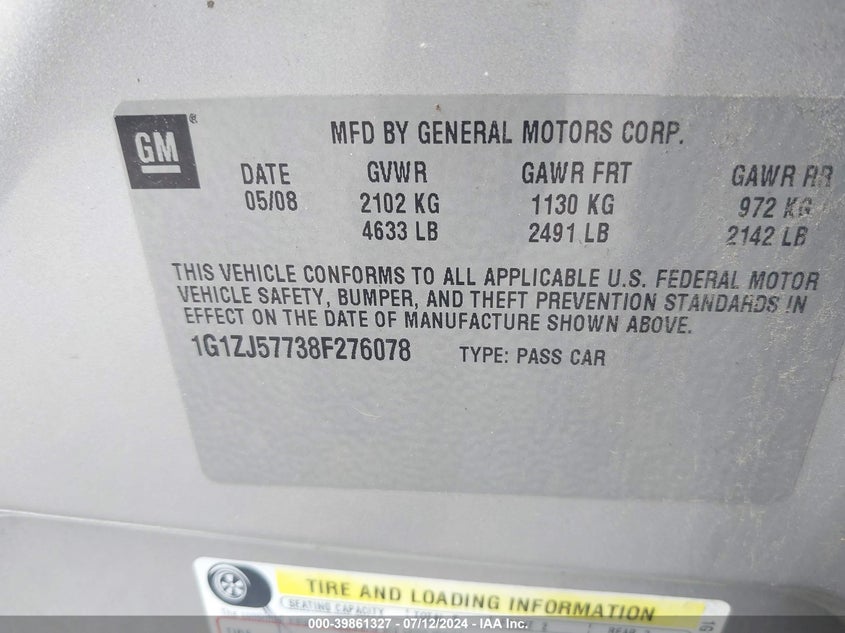 GM®
MFD BY GENERAL MOTORS CORP.
DATE GVWR GAWR FRT GAWR RR
05/08 2102 KG 1130 KG 972 KG
4633 LB 2491 LB 2142 LB
THIS VEHICLE CONFORMS TO ALL APPLICABLE U.S. FEDERAL MOTOR
VEHICLE SAFETY, BUMPER, AND THEFT PREVENTION STANDARDS IN
EFFECT ON THE DATE OF MANUFACTURE SHOWN ABOVE.
1G1ZJ57738F276078 TYPE: PASS CAR
TIRE AND LOADING INFORMATION
SEATING CAPACITY
000-39861327 - 07/12/2024 - IAA Inc.